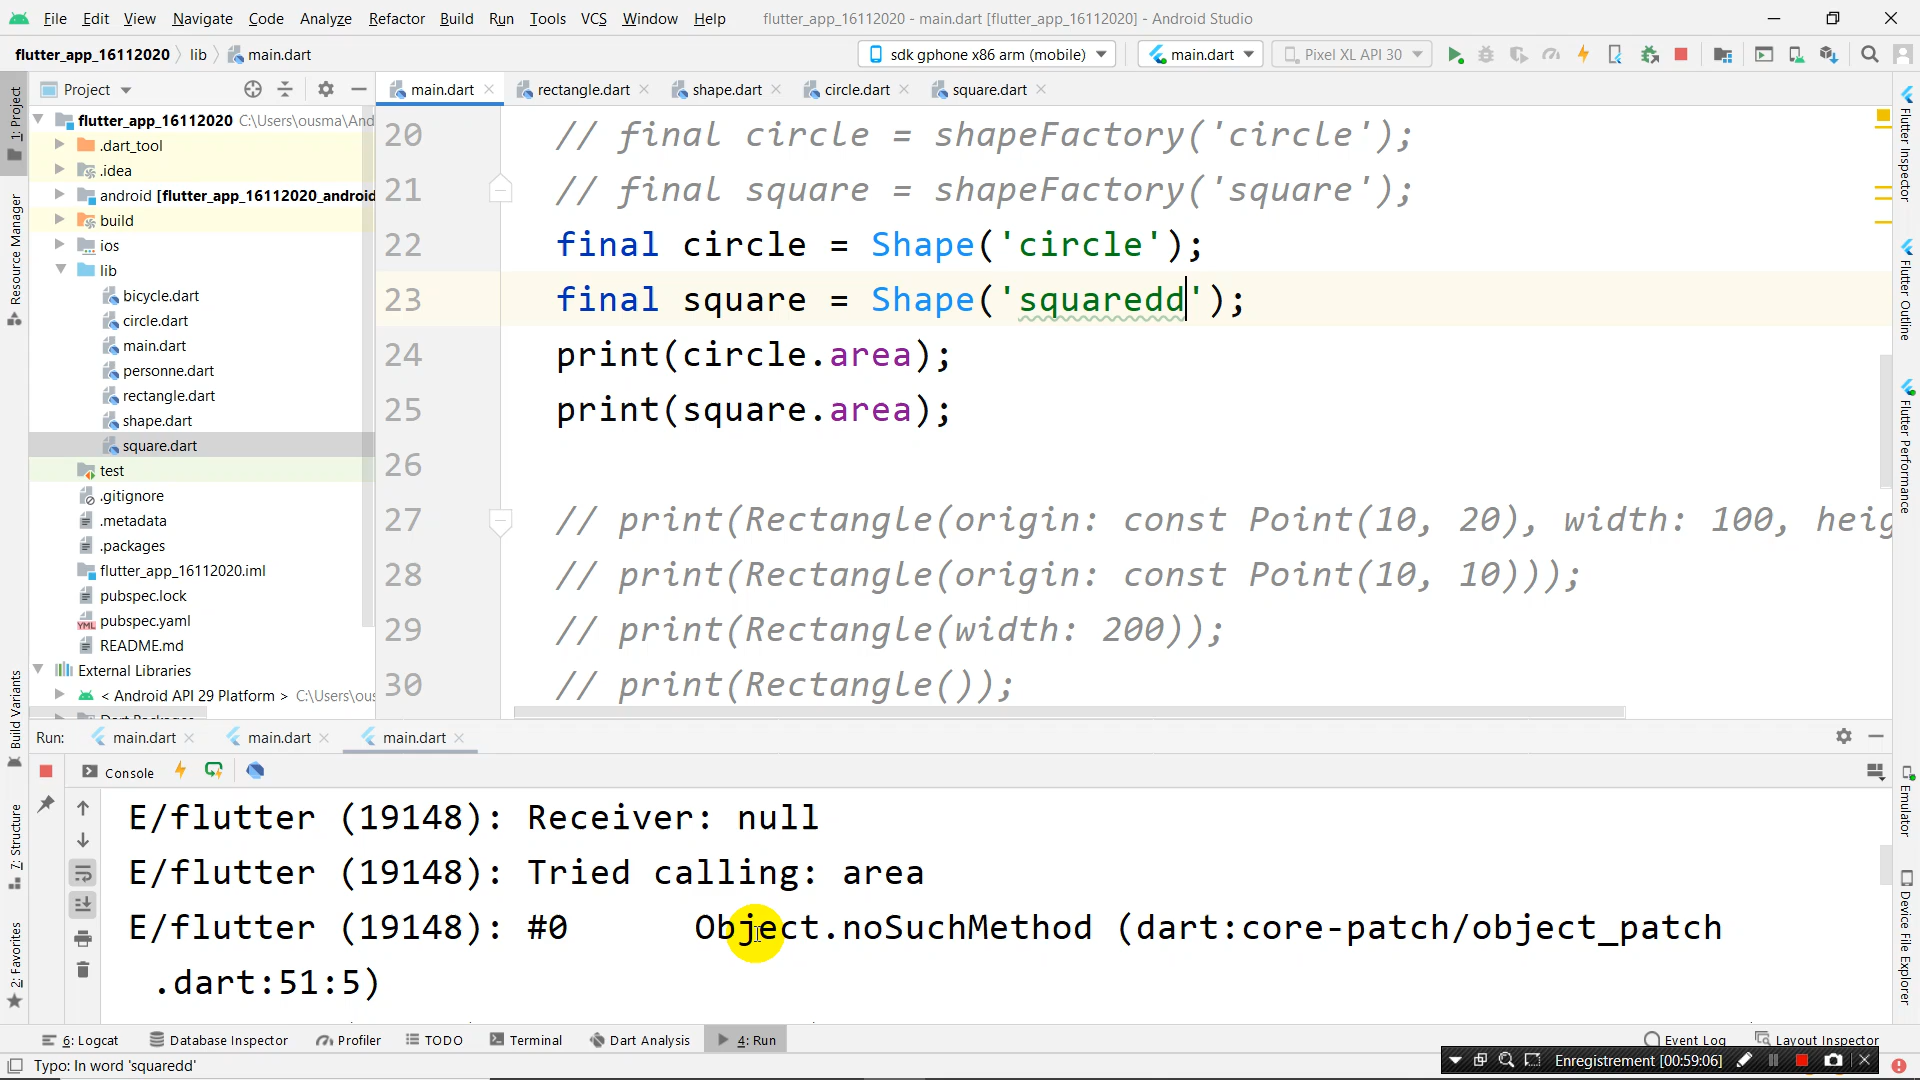 File Edit View Navigate Code Analyze Refactor Build Run Tools VCS Window Help flutter_app_16112020 - main.dart [flutter_app_16112020] - Android Studio
flutter_app_16112020 lib main.dart sdk gphone x86 arm (mobile) main.dart Pixel XL API 30
Project main.dart rectangle.dart shape.dart circle.dart square.dart
flutter_app_16112020 C:\Users\ousma\And
.dart_tool
.idea
android [flutter_app_16112020_android
build
ios
lib
bicycle.dart
circle.dart
main.dart
personne.dart
rectangle.dart
shape.dart
square.dart
test
.gitignore
.metadata
.packages
flutter_app_16112020.iml
pubspec.lock
pubspec.yaml
README.md
External Libraries
< Android API 29 Platform > C:\Users\ous
20 // final circle = shapeFactory('circle');
21 // final square = shapeFactory('square');
22 final circle = Shape('circle');
23 final square = Shape('squaredd');
24 print(circle.area);
25 print(square.area);
26
27 // print(Rectangle(origin: const Point(10, 20), width: 100, heig
28 // print(Rectangle(origin: const Point(10, 10)));
29 // print(Rectangle(width: 200));
30 // print(Rectangle());
1: Project
Resource Manager
Build Variants
7: Structure
2: Favorites
Flutter Inspector
Flutter Outline
Flutter Performance
Emulator
Device File Explorer
Run: main.dart main.dart main.dart
Console
E/flutter (19148): Receiver: null
E/flutter (19148): Tried calling: area
E/flutter (19148): #0 Object.noSuchMethod (dart:core-patch/object_patch
.dart:51:5)
6: Logcat Database Inspector Profiler TODO Terminal Dart Analysis 4: Run Event Log Layout Inspector
Typo: In word 'squaredd'
Enregistrement [00:59:06]